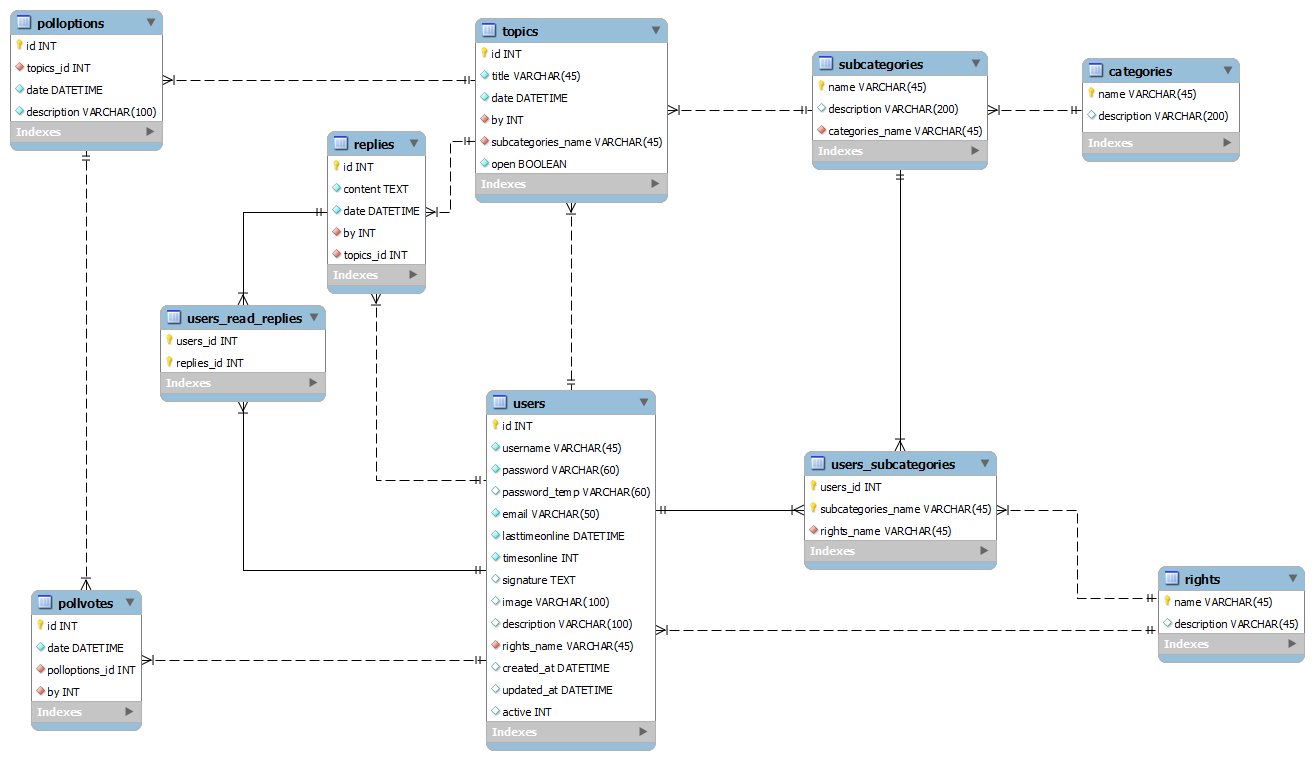 polloptions
id INT
topics_id INT
date DATETIME
description VARCHAR(100)
Indexes
topics
id INT
title VARCHAR(45)
date DATETIME
by INT
subcategories_name VARCHAR(45)
open BOOLEAN
Indexes
subcategories
name VARCHAR(45)
description VARCHAR(200)
categories_name VARCHAR(45)
Indexes
categories
name VARCHAR(45)
description VARCHAR(200)
Indexes
replies
id INT
content TEXT
date DATETIME
by INT
topics_id INT
Indexes
users_read_replies
users_id INT
replies_id INT
Indexes
users
id INT
username VARCHAR(45)
password VARCHAR(60)
password_temp VARCHAR(60)
email VARCHAR(50)
lasttimeonline DATETIME
timesonline INT
signature TEXT
image VARCHAR(100)
description VARCHAR(100)
rights_name VARCHAR(45)
created_at DATETIME
updated_at DATETIME
active INT
Indexes
users_subcategories
users_id INT
subcategories_name VARCHAR(45)
rights_name VARCHAR(45)
Indexes
rights
name VARCHAR(45)
description VARCHAR(45)
Indexes
pollvotes
id INT
date DATETIME
polloptions_id INT
by INT
Indexes